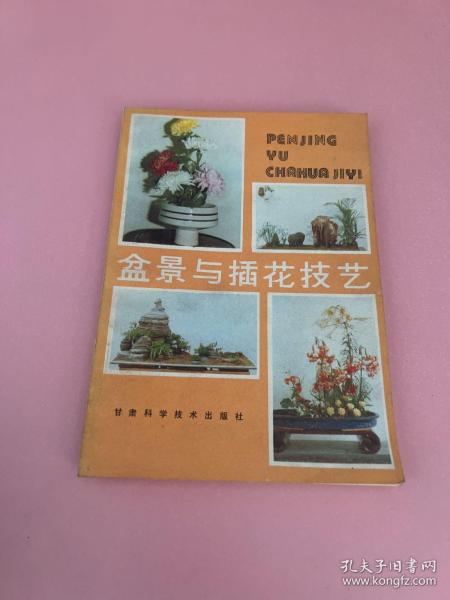 PENJING
YU
CHAHUA JIYI
盆景与插花技艺
甘肃科学技术出版社
孔夫子旧书网
www.kongfz.com